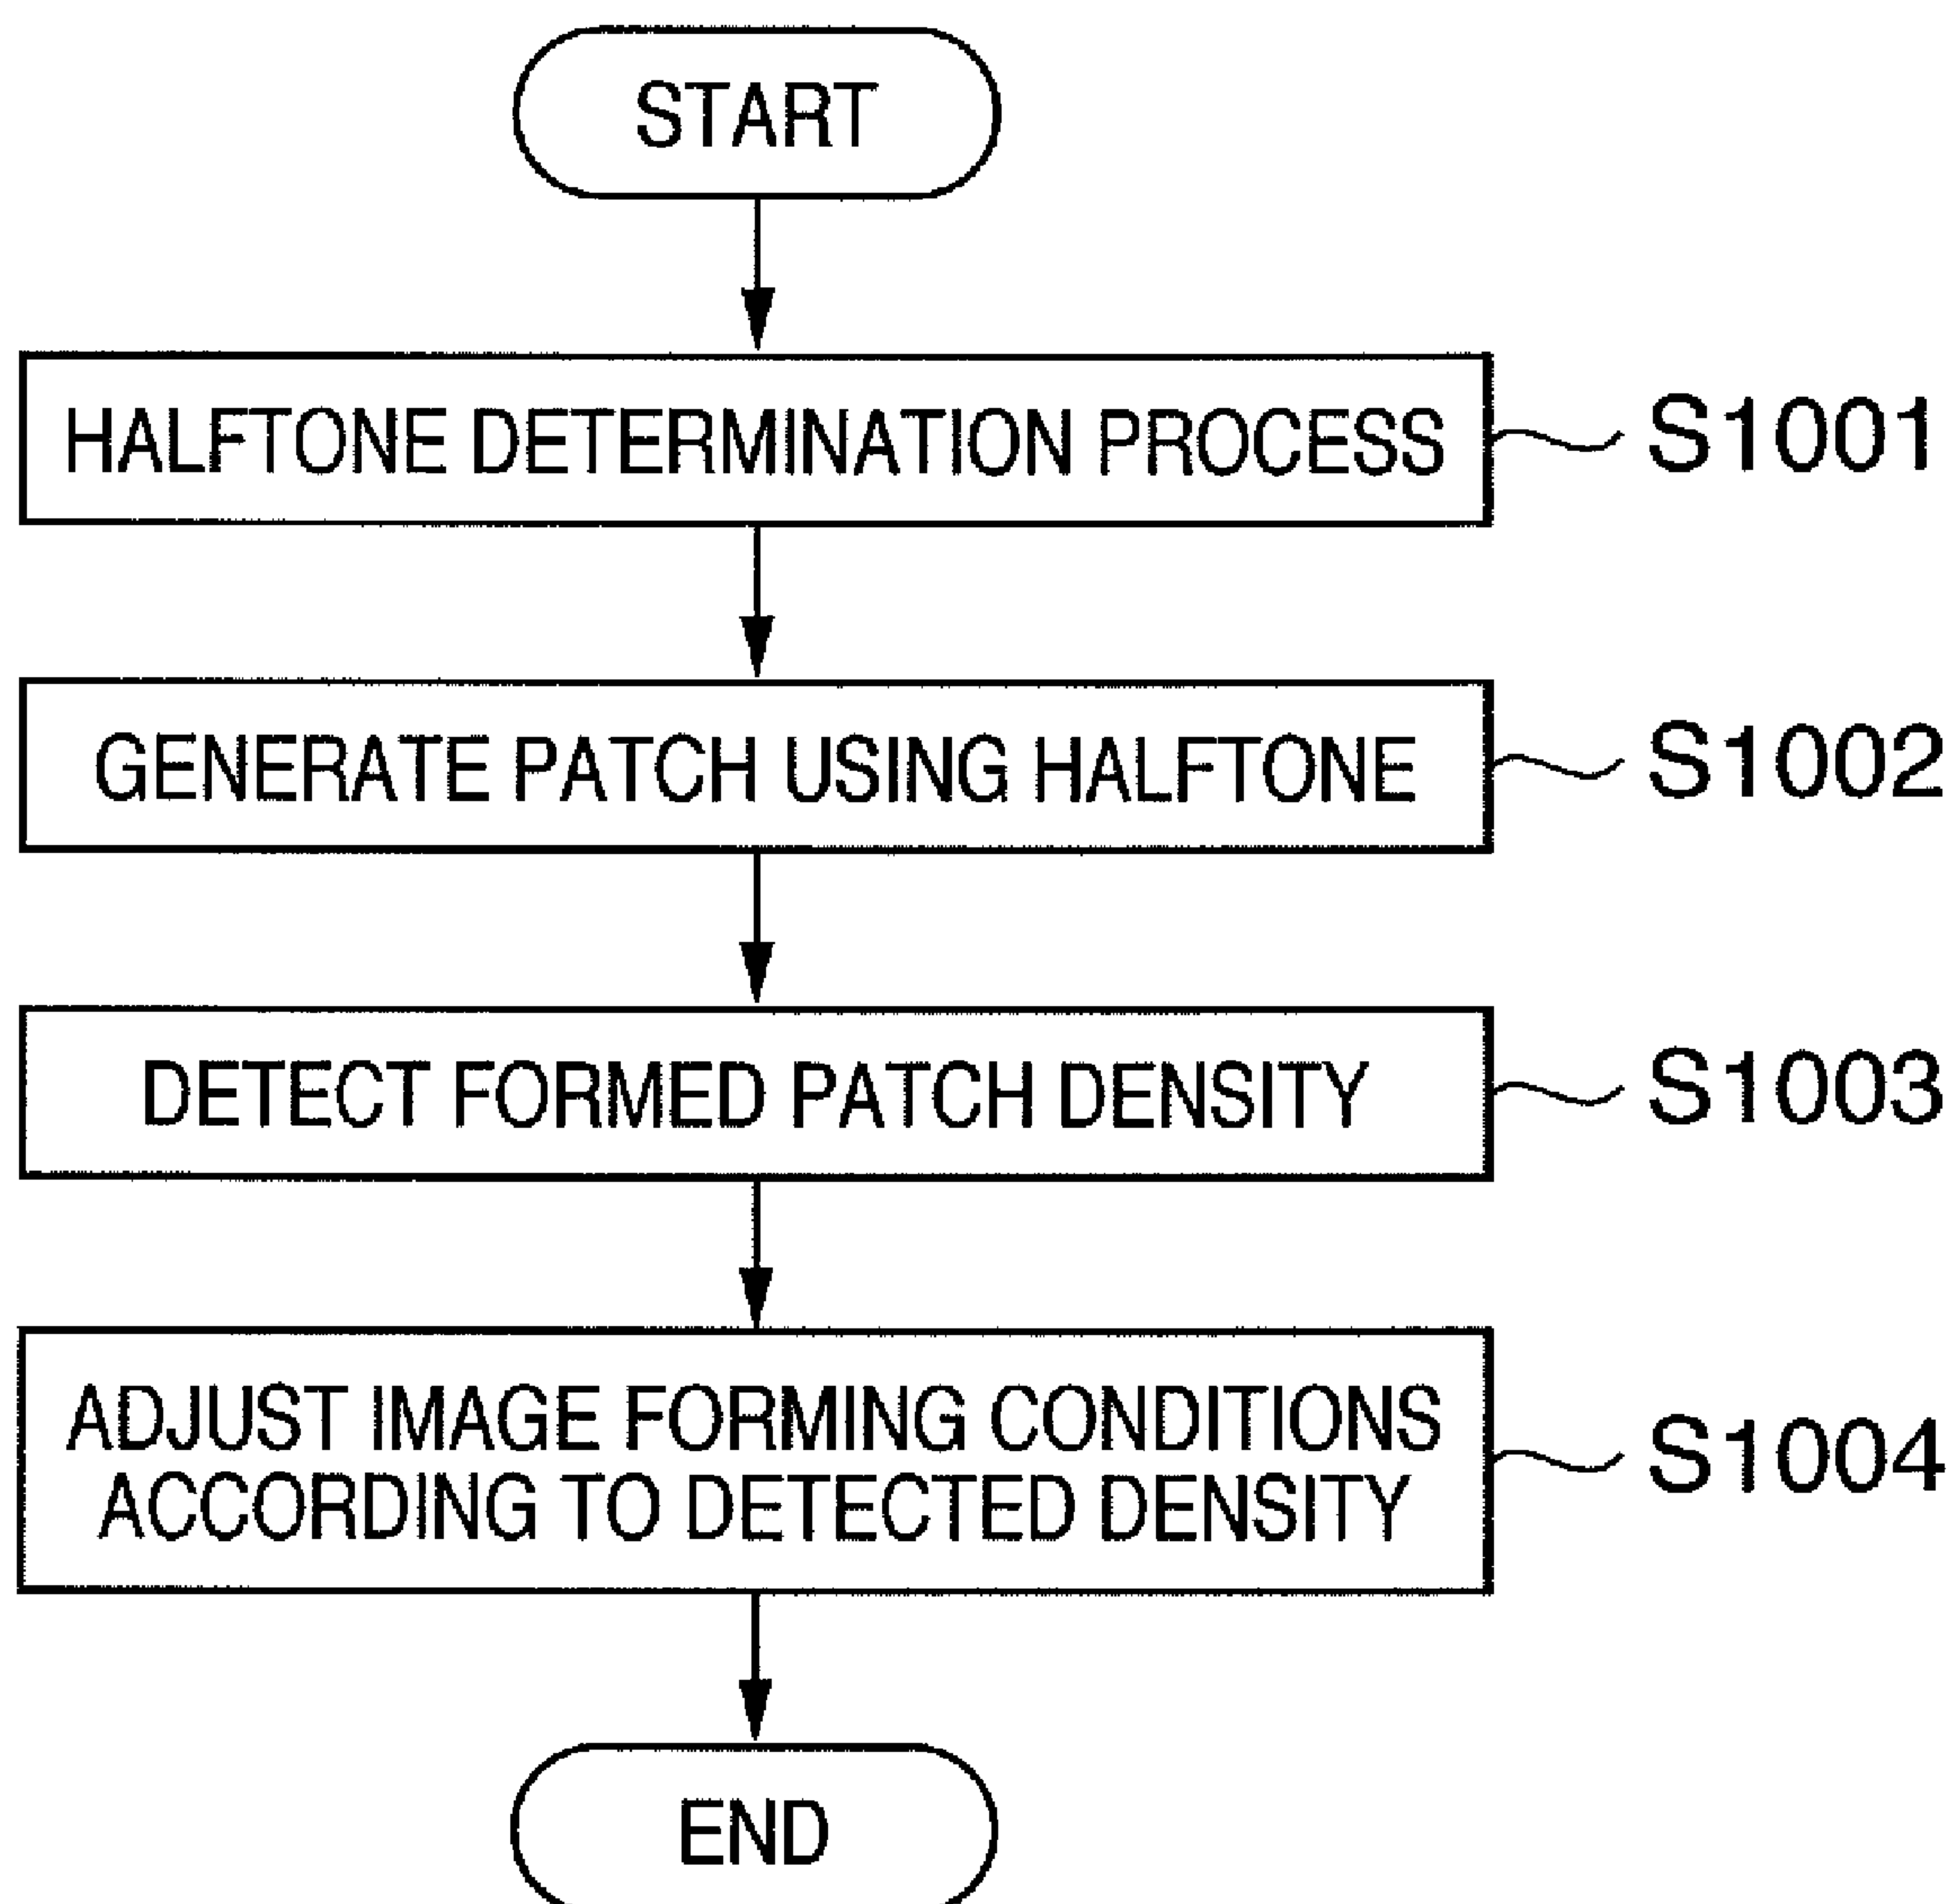 START
HALFTONE DETERMINATION PROCESS
S1001
GENERATE PATCH USING HALFTONE
S1002
DETECT FORMED PATCH DENSITY
S1003
ADJUST IMAGE FORMING CONDITIONS
ACCORDING TO DETECTED DENSITY
S1004
END